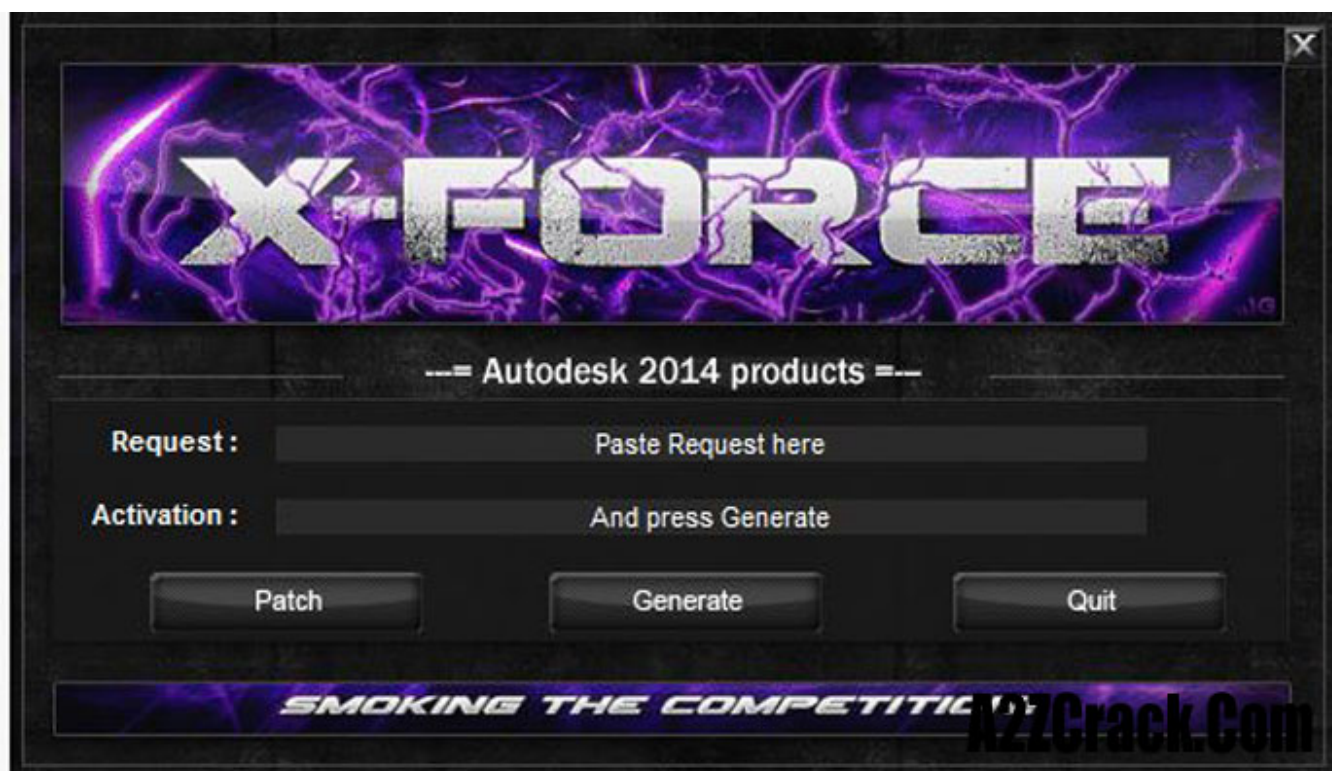 X
X-FORCE
---= Autodesk 2014 products =---
Request :
Paste Request here
Activation :
And press Generate
Patch
Generate
Quit
SMOKING THE COMPETITION
A2ZCrack.Com